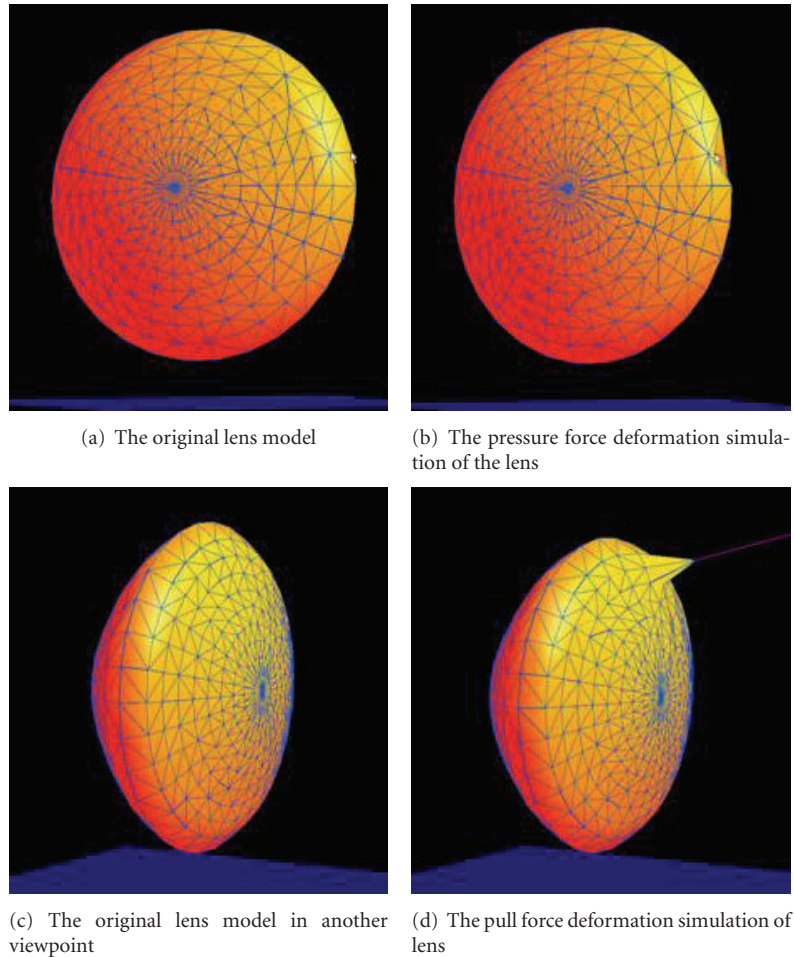 (a) The original lens model
(b) The pressure force deformation simula-
tion of the lens
(c) The original lens model in another
viewpoint
(d) The pull force deformation simulation of
lens